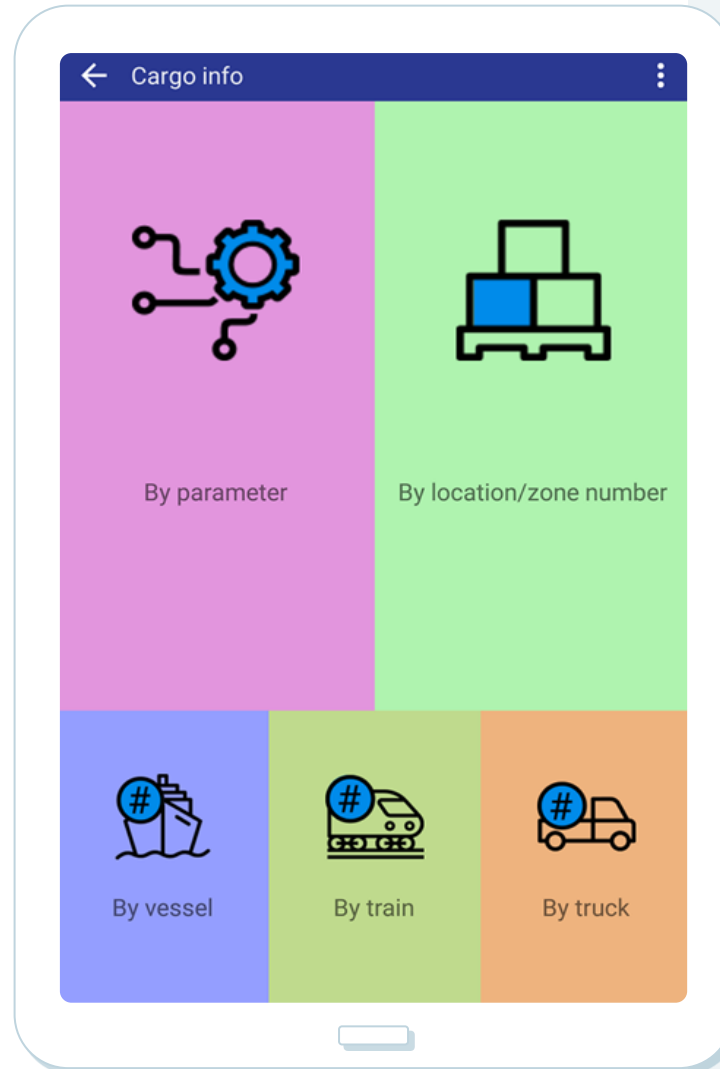 Cargo info
By parameter
By location/zone number
#
#
#
By vessel
By train
By truck